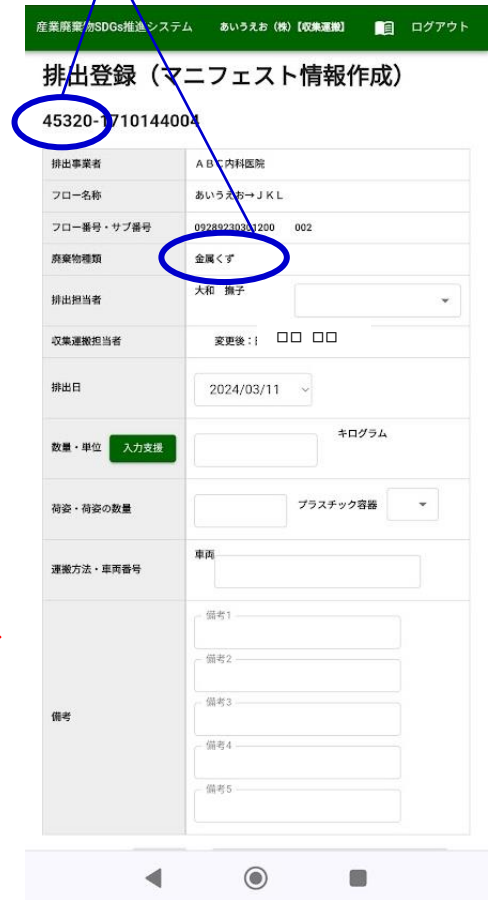 産業廃棄物SDGs推進システム あいうえお（株）【収集運搬】 ログアウト
排出登録（マニフェスト情報作成）
45320-1710144004
排出事業者 ＡＢＣ内科医院
フロー名称 あいうえお→ＪＫＬ
フロー番号・サブ番号 09289230301200 002
廃棄物種類 金属くず
排出担当者 大和 撫子
収集運搬担当者 変更後：□□ □□
排出日 2024/03/11
数量・単位 入力支援 キログラム
荷姿・荷姿の数量 プラスチック容器
運搬方法・車両番号 車両
備考
備考1
備考2
備考3
備考4
備考5